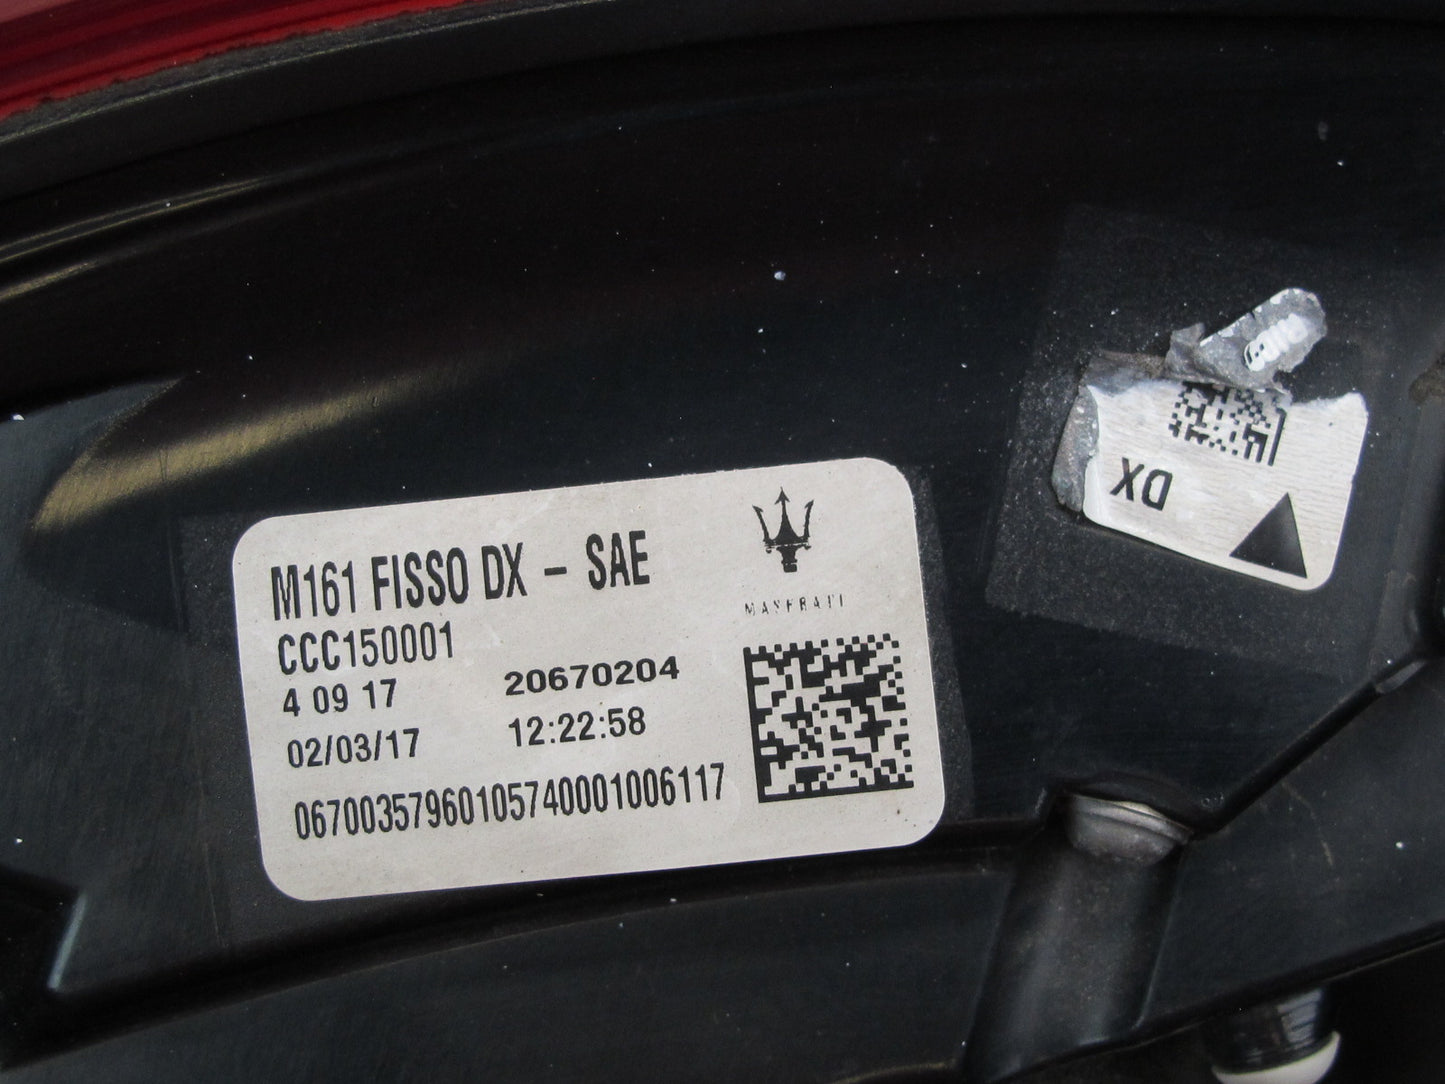 M161 FISSO DX - SAE
MASERATI
CCC150001
4 09 17 20670204
02/03/17 12:22:58
06700357960105740001006117
DX